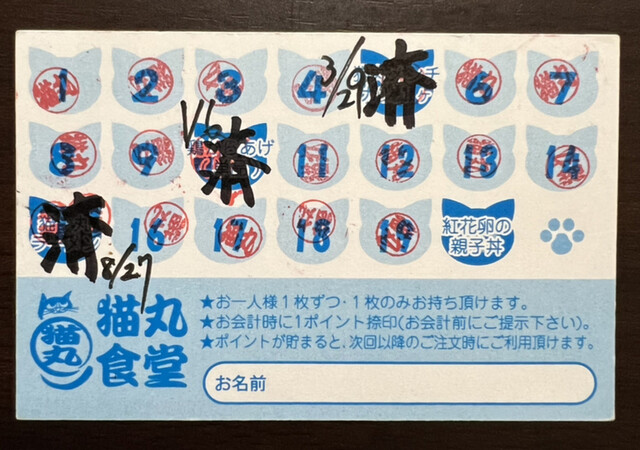 1 2 3 4 3/29 済 6 7
8 9 1/6 済 あげ 11 12 13 14
済 8/27 16 17 18 19 紅花卵の
親子丼
猫丸
食堂
猫丸
★お一人様1枚ずつ・1枚のみお持ち頂けます。
★お会計時に1ポイント捺印(お会計前にご提示下さい)。
★ポイントが貯まると、次回以降のご注文時にご利用頂けます。
お名前